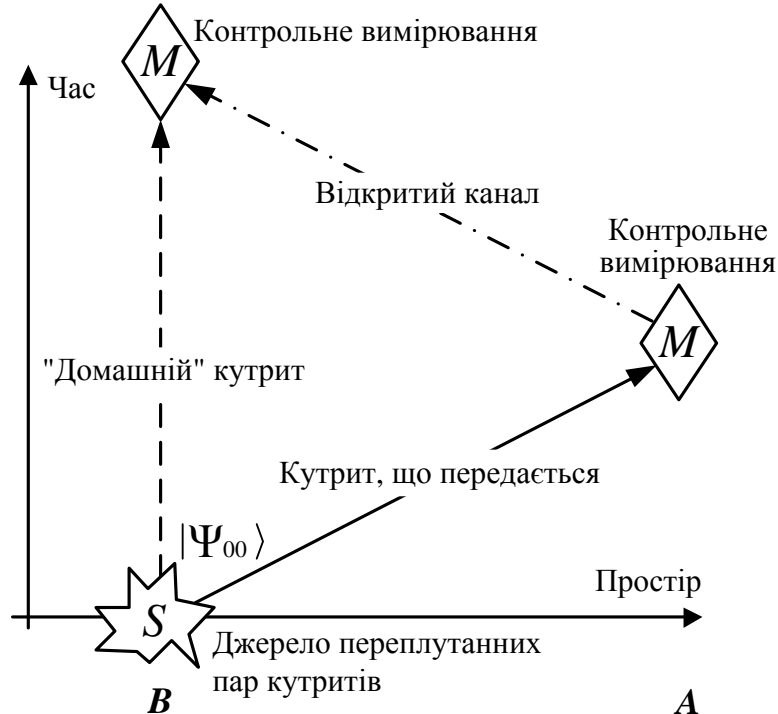 Контрольне вимірювання
M
Час
Відкритий канал
Контрольне
вимірювання
M
"Домашній" кутрит
Кутрит, що передається
|Ψ00⟩
Простір
S
Джерело переплутанних
пар кутритів
B
A